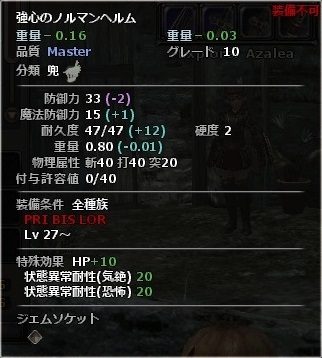 強心のノルマンヘルム
装備不可
重量－0.16 重量－0.03
品質 Master グレード 10
分類 兜
Azalea
防御力 33 (-2)
魔法防御力 15 (+1)
耐久度 47/47 (+12) 硬度 2
重量 0.80 (-0.01)
物理属性 斬40 打40 突20
付与許容値 0/40
装備条件 全種族
PRI BIS LOR
Lv 27～
特殊効果 HP+10
状態異常耐性(気絶) 20
状態異常耐性(恐怖) 20
ジェムソケット